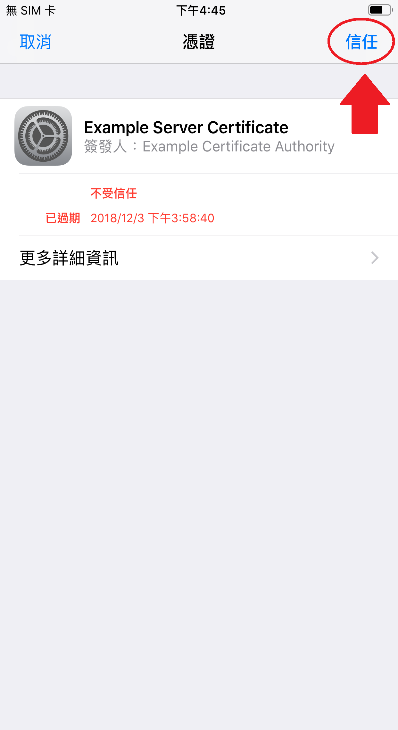 無 SIM 卡 下午4:45
取消 憑證 信任
Example Server Certificate
簽發人：Example Certificate Authority
不受信任
已過期 2018/12/3 下午3:58:40
更多詳細資訊